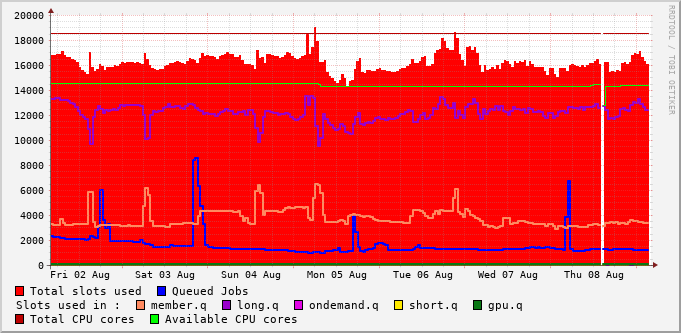 20000
18000
16000
14000
12000
10000
8000
6000
4000
2000
0
Fri 02 Aug Sat 03 Aug Sun 04 Aug Mon 05 Aug Tue 06 Aug Wed 07 Aug Thu 08 Aug
Total slots used Queued Jobs
Slots used in : member.q long.q ondemand.q short.q gpu.q
Total CPU cores Available CPU cores
RRDTOOL / TOBI OETIKER